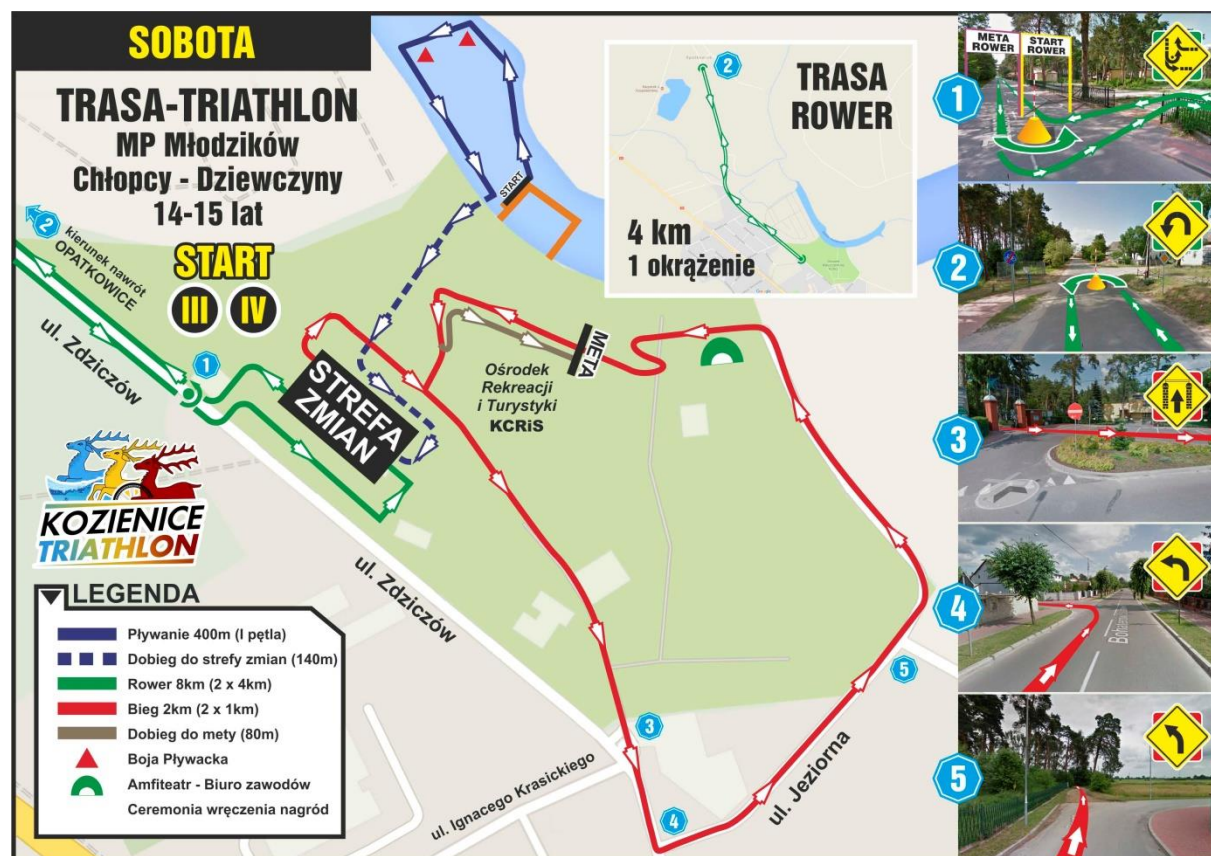 SOBOTA
TRASA-TRIATHLON
MP Młodzików
Chłopcy - Dziewczyny
14-15 lat
START
III IV
2
kierunek nawrót
OPATKOWICE
ul. Zdziczów
1
STREFA
ZMIAN
START
META
Ośrodek
Rekreacji
i Turystyki
KCRiS
ul. Zdziczów
3
4
5
ul. Ignacego Krasickiego
ul. Jeziorna
KOZIENICE
TRIATHLON
LEGENDA
Pływanie 400m (I pętla)
Dobieg do strefy zmian (140m)
Rower 8km (2 x 4km)
Bieg 2km (2 x 1km)
Dobieg do mety (80m)
Boja Pływacka
Amfiteatr - Biuro zawodów
Ceremonia wręczenia nagród
2
TRASA
ROWER
4 km
1 okrążenie
Google
META
ROWER
START
ROWER
1
2
3
4
5